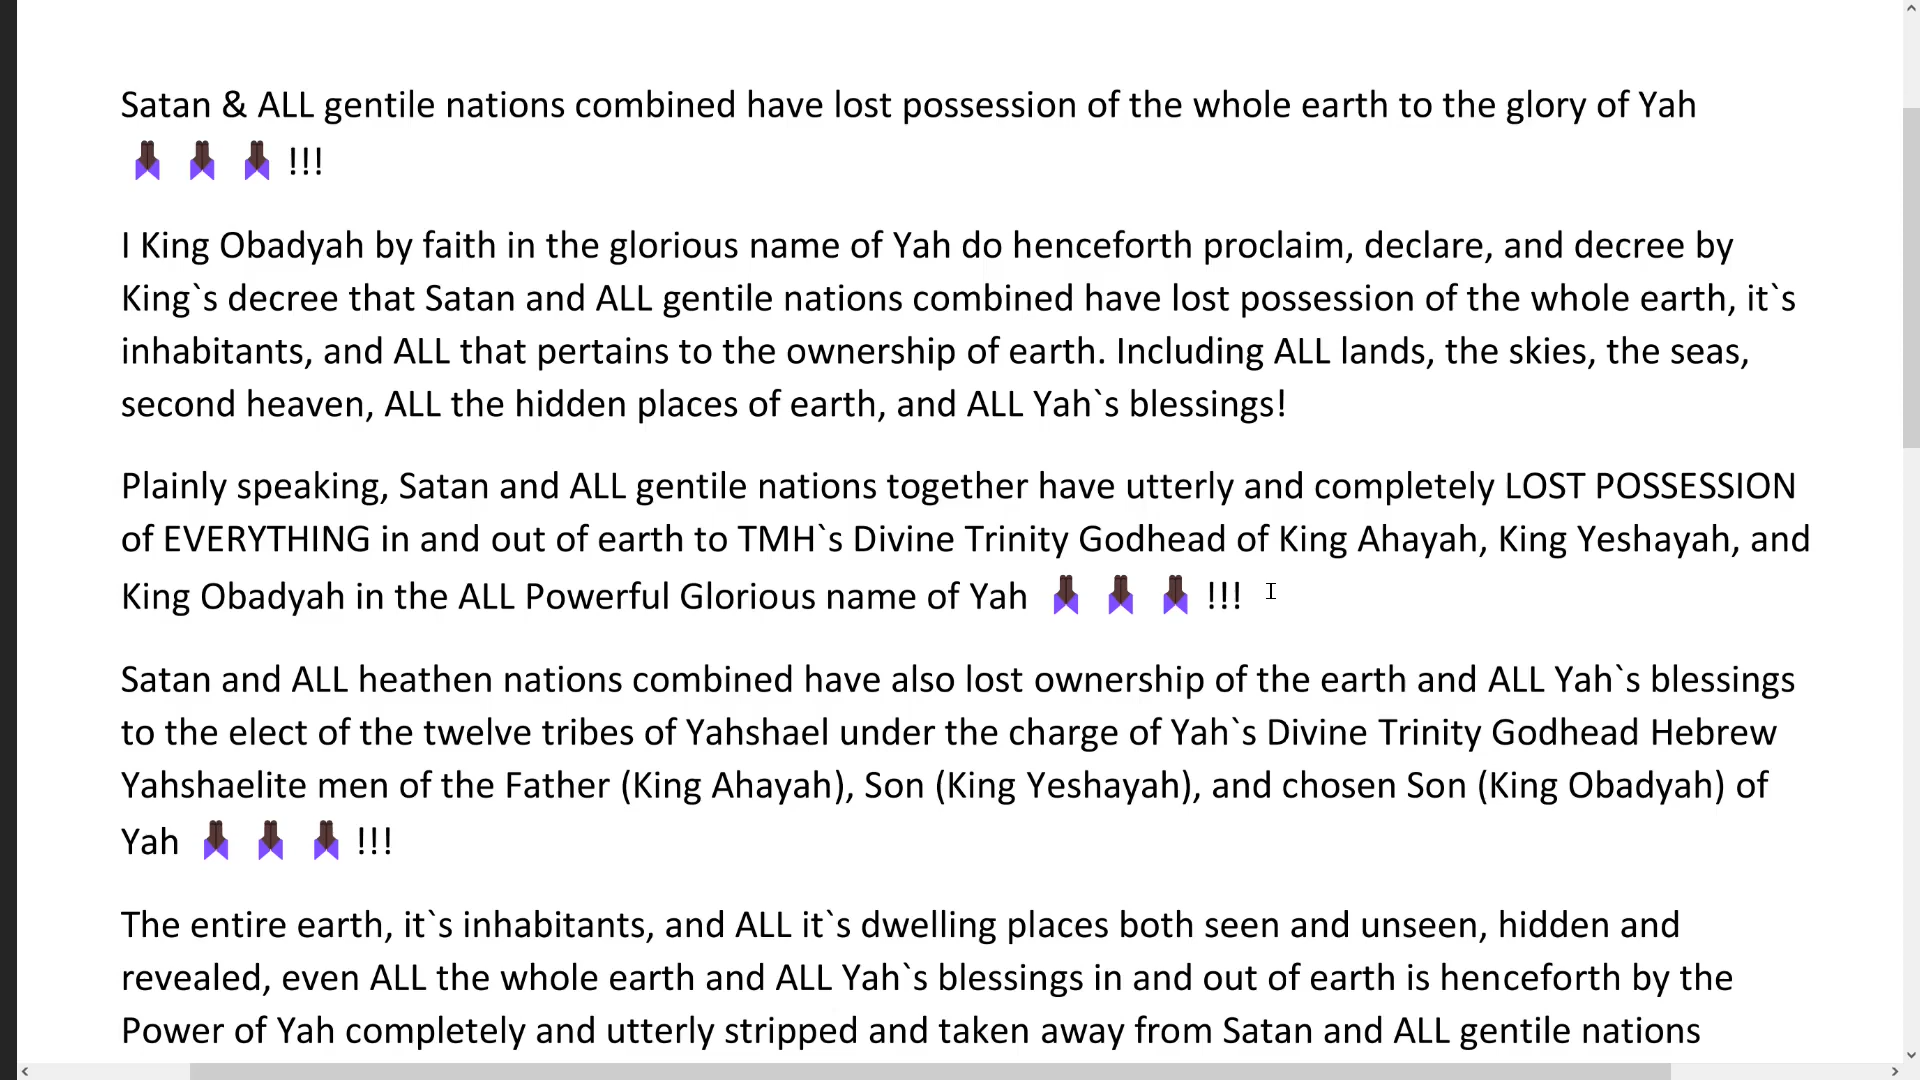 Satan & ALL gentile nations combined have lost possession of the whole earth to the glory of Yah
🙏🏿 🙏🏿 🙏🏿 !!!
I King Obadyah by faith in the glorious name of Yah do henceforth proclaim, declare, and decree by
King`s decree that Satan and ALL gentile nations combined have lost possession of the whole earth, it`s
inhabitants, and ALL that pertains to the ownership of earth. Including ALL lands, the skies, the seas,
second heaven, ALL the hidden places of earth, and ALL Yah`s blessings!
Plainly speaking, Satan and ALL gentile nations together have utterly and completely LOST POSSESSION
of EVERYTHING in and out of earth to TMH`s Divine Trinity Godhead of King Ahayah, King Yeshayah, and
King Obadyah in the ALL Powerful Glorious name of Yah 🙏🏿 🙏🏿 🙏🏿 !!!
Satan and ALL heathen nations combined have also lost ownership of the earth and ALL Yah`s blessings
to the elect of the twelve tribes of Yahshael under the charge of Yah`s Divine Trinity Godhead Hebrew
Yahshaelite men of the Father (King Ahayah), Son (King Yeshayah), and chosen Son (King Obadyah) of
Yah 🙏🏿 🙏🏿 🙏🏿 !!!
The entire earth, it`s inhabitants, and ALL it`s dwelling places both seen and unseen, hidden and
revealed, even ALL the whole earth and ALL Yah`s blessings in and out of earth is henceforth by the
Power of Yah completely and utterly stripped and taken away from Satan and ALL gentile nations